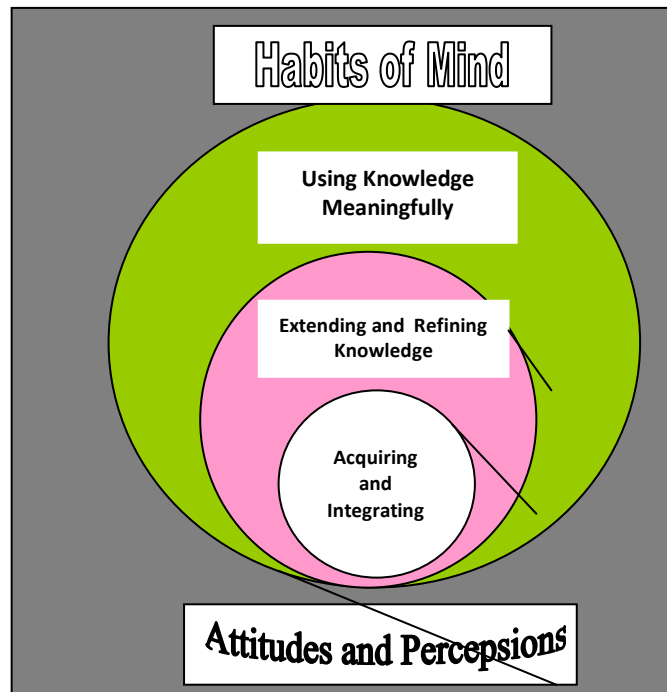 Habits of Mind
Using Knowledge
Meaningfully
Extending and Refining
Knowledge
Acquiring
and
Integrating
Attitudes and Percepsions